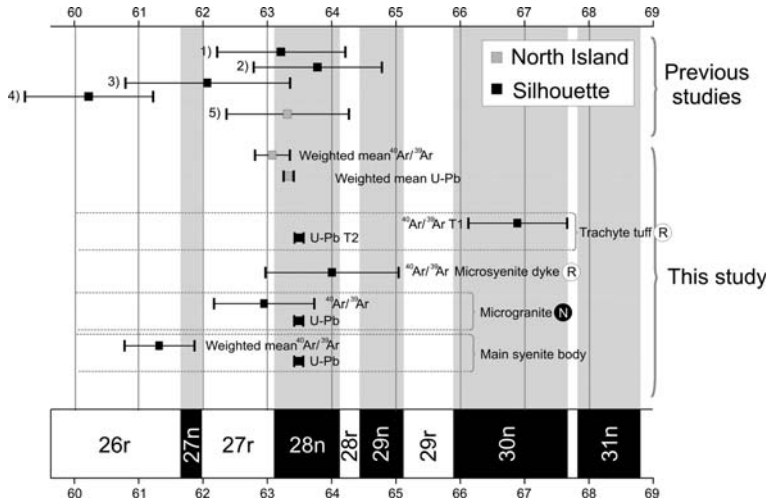 60 61 62 63 64 65 66 67 68 69
1)
2)
3)
4)
5)
North Island
Silhouette
Previous studies
Weighted mean ⁴⁰Ar/³⁹Ar
Weighted mean U-Pb
⁴⁰Ar/³⁹Ar T1
U-Pb T2
Trachyte tuff R
⁴⁰Ar/³⁹Ar Microsyenite dyke R
⁴⁰Ar/³⁹Ar
U-Pb
Microgranite N
Weighted mean ⁴⁰Ar/³⁹Ar
U-Pb
Main syenite body
This study
26r 27n 27r 28n 28r 29n 29r 30n 31n
60 61 62 63 64 65 66 67 68 69